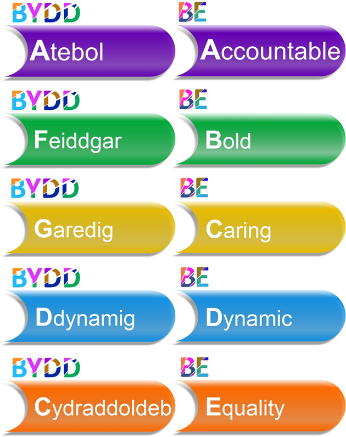 BYDD BE
Atebol Accountable
BYDD BE
Feiddgar Bold
BYDD BE
Garedig Caring
BYDD BE
Ddynamig Dynamic
BYDD BE
Cydraddoldeb Equality